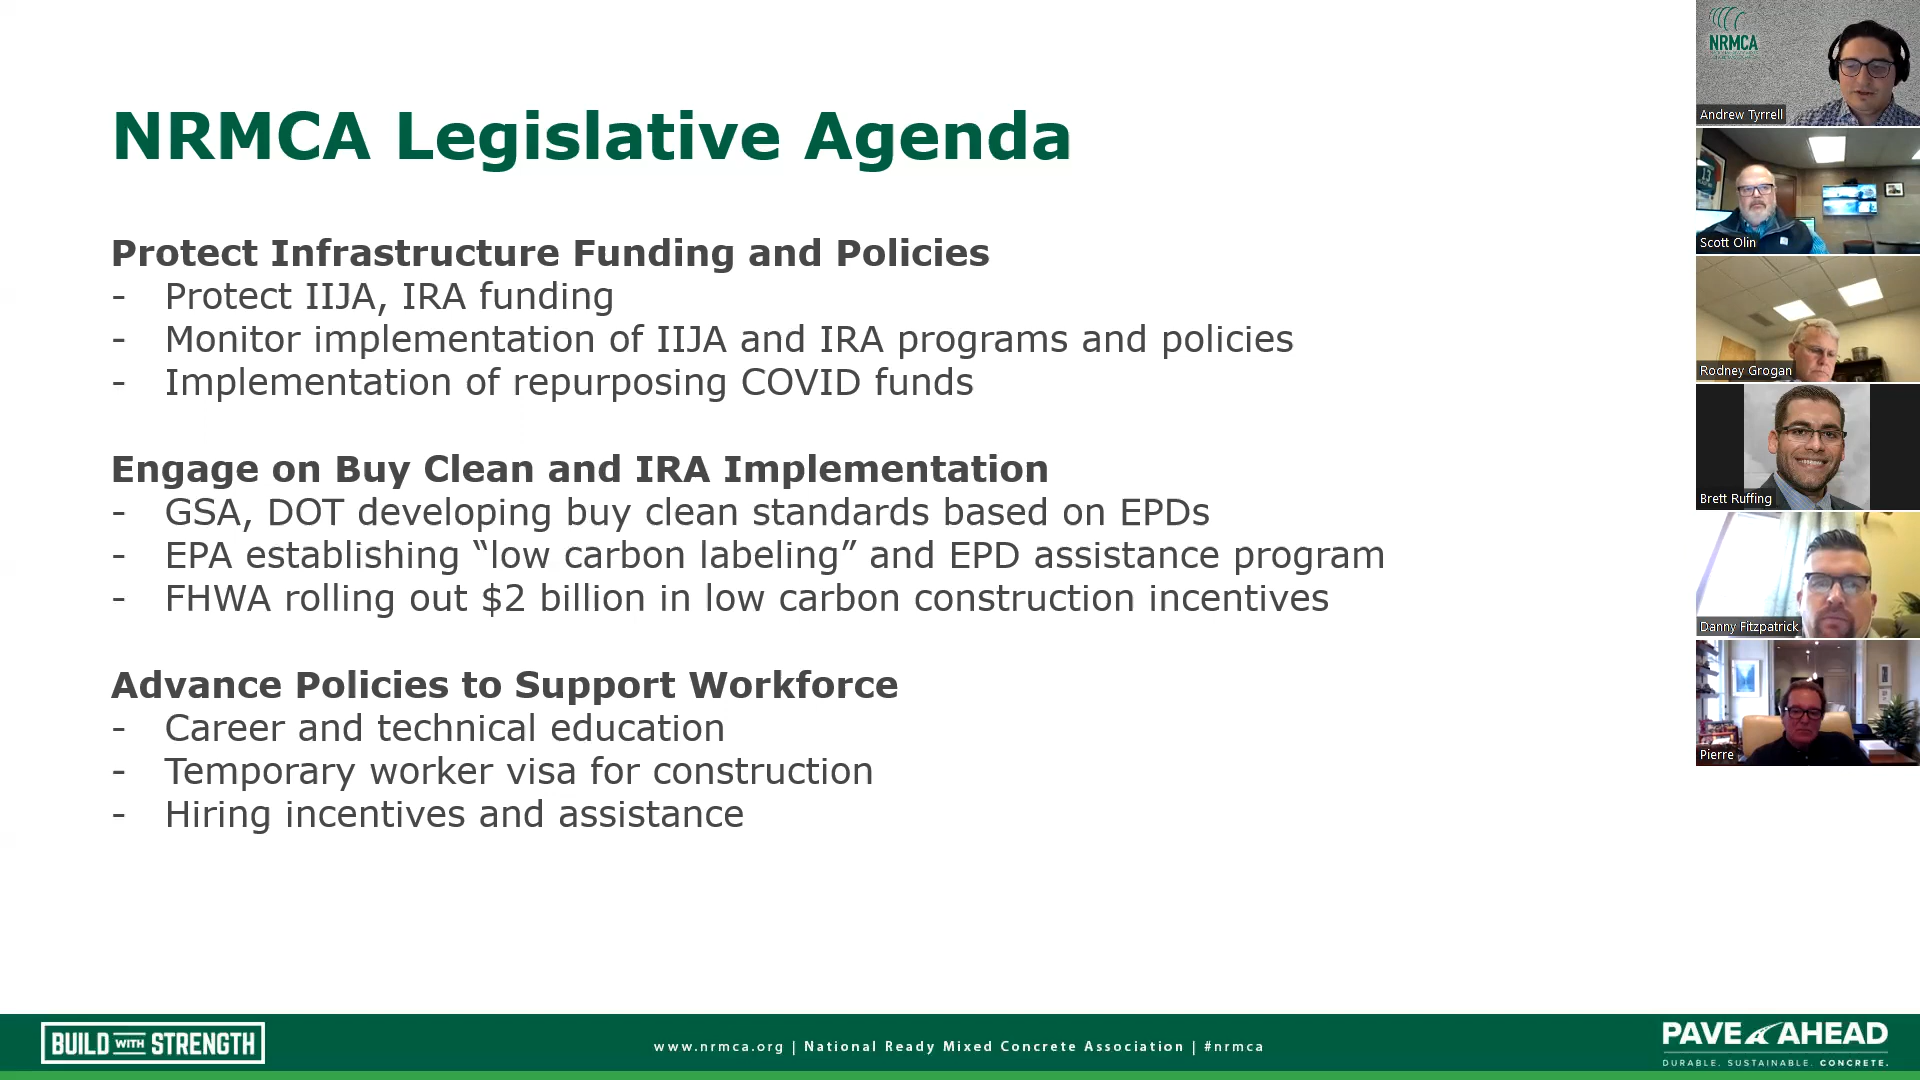 NRMCA Legislative Agenda
Protect Infrastructure Funding and Policies
- Protect IIJA, IRA funding
- Monitor implementation of IIJA and IRA programs and policies
- Implementation of repurposing COVID funds
Engage on Buy Clean and IRA Implementation
- GSA, DOT developing buy clean standards based on EPDs
- EPA establishing “low carbon labeling” and EPD assistance program
- FHWA rolling out $2 billion in low carbon construction incentives
Advance Policies to Support Workforce
- Career and technical education
- Temporary worker visa for construction
- Hiring incentives and assistance
NRMCA
Andrew Tyrrell
Scott Olin
Rodney Grogan
Brett Ruffing
Danny Fitzpatrick
Pierre
BUILD WITH STRENGTH
www.nrmca.org | National Ready Mixed Concrete Association | #nrmca
PAVE AHEAD
DURABLE. SUSTAINABLE. CONCRETE.